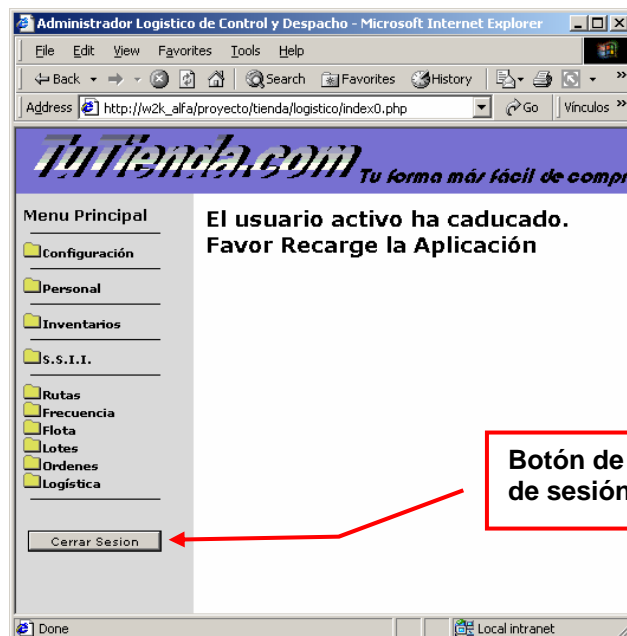 Administrador Logistico de Control y Despacho - Microsoft Internet Explorer
File Edit View Favorites Tools Help
Back Search Favorites History »
Address http://w2k_alfa/proyecto/tienda/logistico/index0.php Go Vínculos »
TuTienda.com Tu forma más fácil de compr
Menu Principal
El usuario activo ha caducado.
Favor Recarge la Aplicación
Configuración
Personal
Inventarios
S.S.I.I.
Rutas
Frecuencia
Flota
Lotes
Ordenes
Logística
Botón de
de sesión
Cerrar Sesion
Done Local intranet